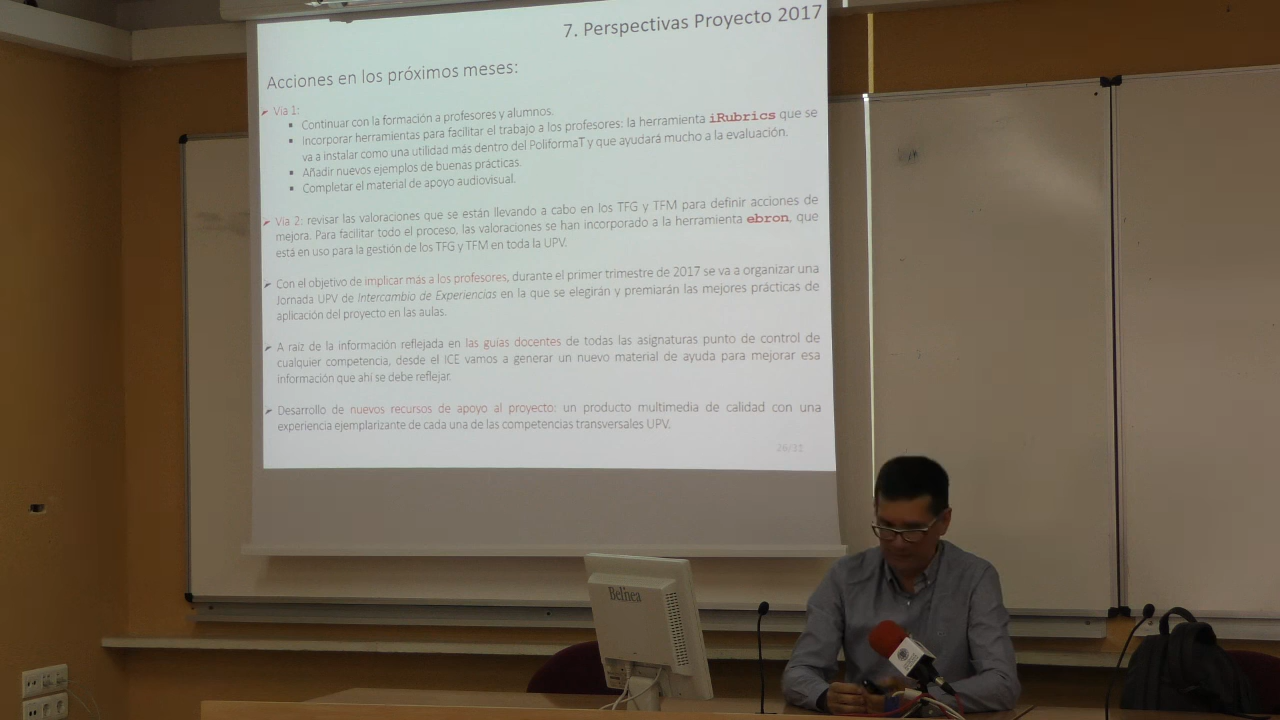 7. Perspectivas Proyecto 2017
Acciones en los próximos meses:
➤ Vía 1:
▪ Continuar con la formación a profesores y alumnos.
▪ Incorporar herramientas para facilitar el trabajo a los profesores: la herramienta iRubrics que se
va a instalar como una utilidad más dentro del PoliformaT y que ayudará mucho a la evaluación.
▪ Añadir nuevos ejemplos de buenas prácticas.
▪ Completar el material de apoyo audiovisual.
➤ Vía 2: revisar las valoraciones que se están llevando a cabo en los TFG y TFM para definir acciones de
mejora. Para facilitar todo el proceso, las valoraciones se han incorporado a la herramienta ebron, que
está en uso para la gestión de los TFG y TFM en toda la UPV.
➤ Con el objetivo de implicar más a los profesores, durante el primer trimestre de 2017 se va a organizar una
Jornada UPV de Intercambio de Experiencias en la que se elegirán y premiarán las mejores prácticas de
aplicación del proyecto en las aulas.
➤ A raíz de la información reflejada en las guías docentes de todas las asignaturas punto de control de
cualquier competencia, desde el ICE vamos a generar un nuevo material de ayuda para mejorar esa
información que ahí se debe reflejar.
➤ Desarrollo de nuevos recursos de apoyo al proyecto: un producto multimedia de calidad con una
experiencia ejemplarizante de cada una de las competencias transversales UPV.
26/31
Belinea